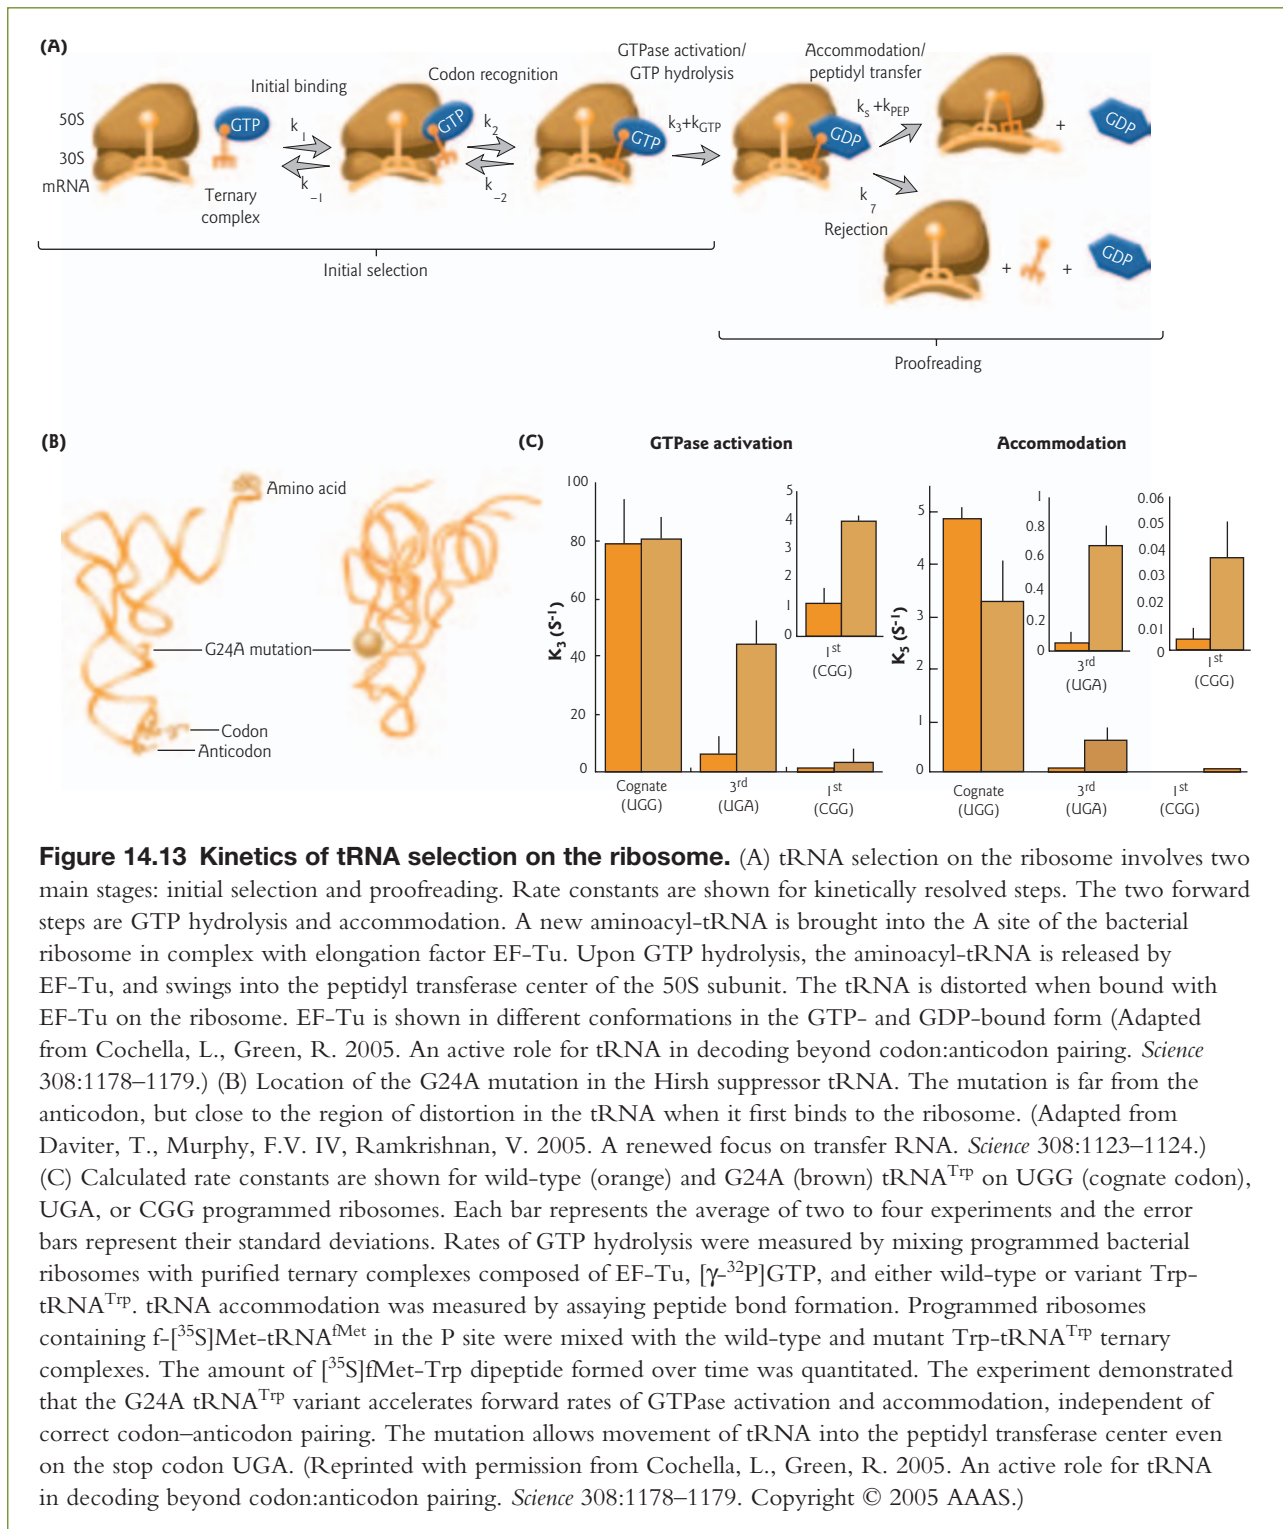 (A)
Initial binding
Codon recognition
GTPase activation/
GTP hydrolysis
Accommodation/
peptidyl transfer
50S
30S
mRNA
GTP
Ternary
complex
k1
k−1
GTP
k2
k−2
GTP
k3+kGTP
GDP
ks+kPEP
+
GDP
k7
Rejection
+
+
GDP
Initial selection
Proofreading
(B)
Amino acid
G24A mutation
Codon
Anticodon
(C)
GTPase activation
K3 (S-1)
100
80
60
40
20
0
Cognate
(UGG)
3rd
(UGA)
1st
(CGG)
5
4
3
2
1
0
1st
(CGG)
Accommodation
K5 (S-1)
5
4
3
2
1
0
Cognate
(UGG)
3rd
(UGA)
1st
(CGG)
1
0.8
0.6
0.4
0.2
0
3rd
(UGA)
0.06
0.05
0.04
0.03
0.02
0.01
0
1st
(CGG)
Figure 14.13 Kinetics of tRNA selection on the ribosome. (A) tRNA selection on the ribosome involves two
main stages: initial selection and proofreading. Rate constants are shown for kinetically resolved steps. The two forward
steps are GTP hydrolysis and accommodation. A new aminoacyl-tRNA is brought into the A site of the bacterial
ribosome in complex with elongation factor EF-Tu. Upon GTP hydrolysis, the aminoacyl-tRNA is released by
EF-Tu, and swings into the peptidyl transferase center of the 50S subunit. The tRNA is distorted when bound with
EF-Tu on the ribosome. EF-Tu is shown in different conformations in the GTP- and GDP-bound form (Adapted
from Cochella, L., Green, R. 2005. An active role for tRNA in decoding beyond codon:anticodon pairing. Science
308:1178–1179.) (B) Location of the G24A mutation in the Hirsh suppressor tRNA. The mutation is far from the
anticodon, but close to the region of distortion in the tRNA when it first binds to the ribosome. (Adapted from
Daviter, T., Murphy, F.V. IV, Ramkrishnan, V. 2005. A renewed focus on transfer RNA. Science 308:1123–1124.)
(C) Calculated rate constants are shown for wild-type (orange) and G24A (brown) tRNATrp on UGG (cognate codon),
UGA, or CGG programmed ribosomes. Each bar represents the average of two to four experiments and the error
bars represent their standard deviations. Rates of GTP hydrolysis were measured by mixing programmed bacterial
ribosomes with purified ternary complexes composed of EF-Tu, [γ-32P]GTP, and either wild-type or variant Trp-
tRNATrp. tRNA accommodation was measured by assaying peptide bond formation. Programmed ribosomes
containing f-[35S]Met-tRNAfMet in the P site were mixed with the wild-type and mutant Trp-tRNATrp ternary
complexes. The amount of [35S]fMet-Trp dipeptide formed over time was quantitated. The experiment demonstrated
that the G24A tRNATrp variant accelerates forward rates of GTPase activation and accommodation, independent of
correct codon–anticodon pairing. The mutation allows movement of tRNA into the peptidyl transferase center even
on the stop codon UGA. (Reprinted with permission from Cochella, L., Green, R. 2005. An active role for tRNA
in decoding beyond codon:anticodon pairing. Science 308:1178–1179. Copyright © 2005 AAAS.)